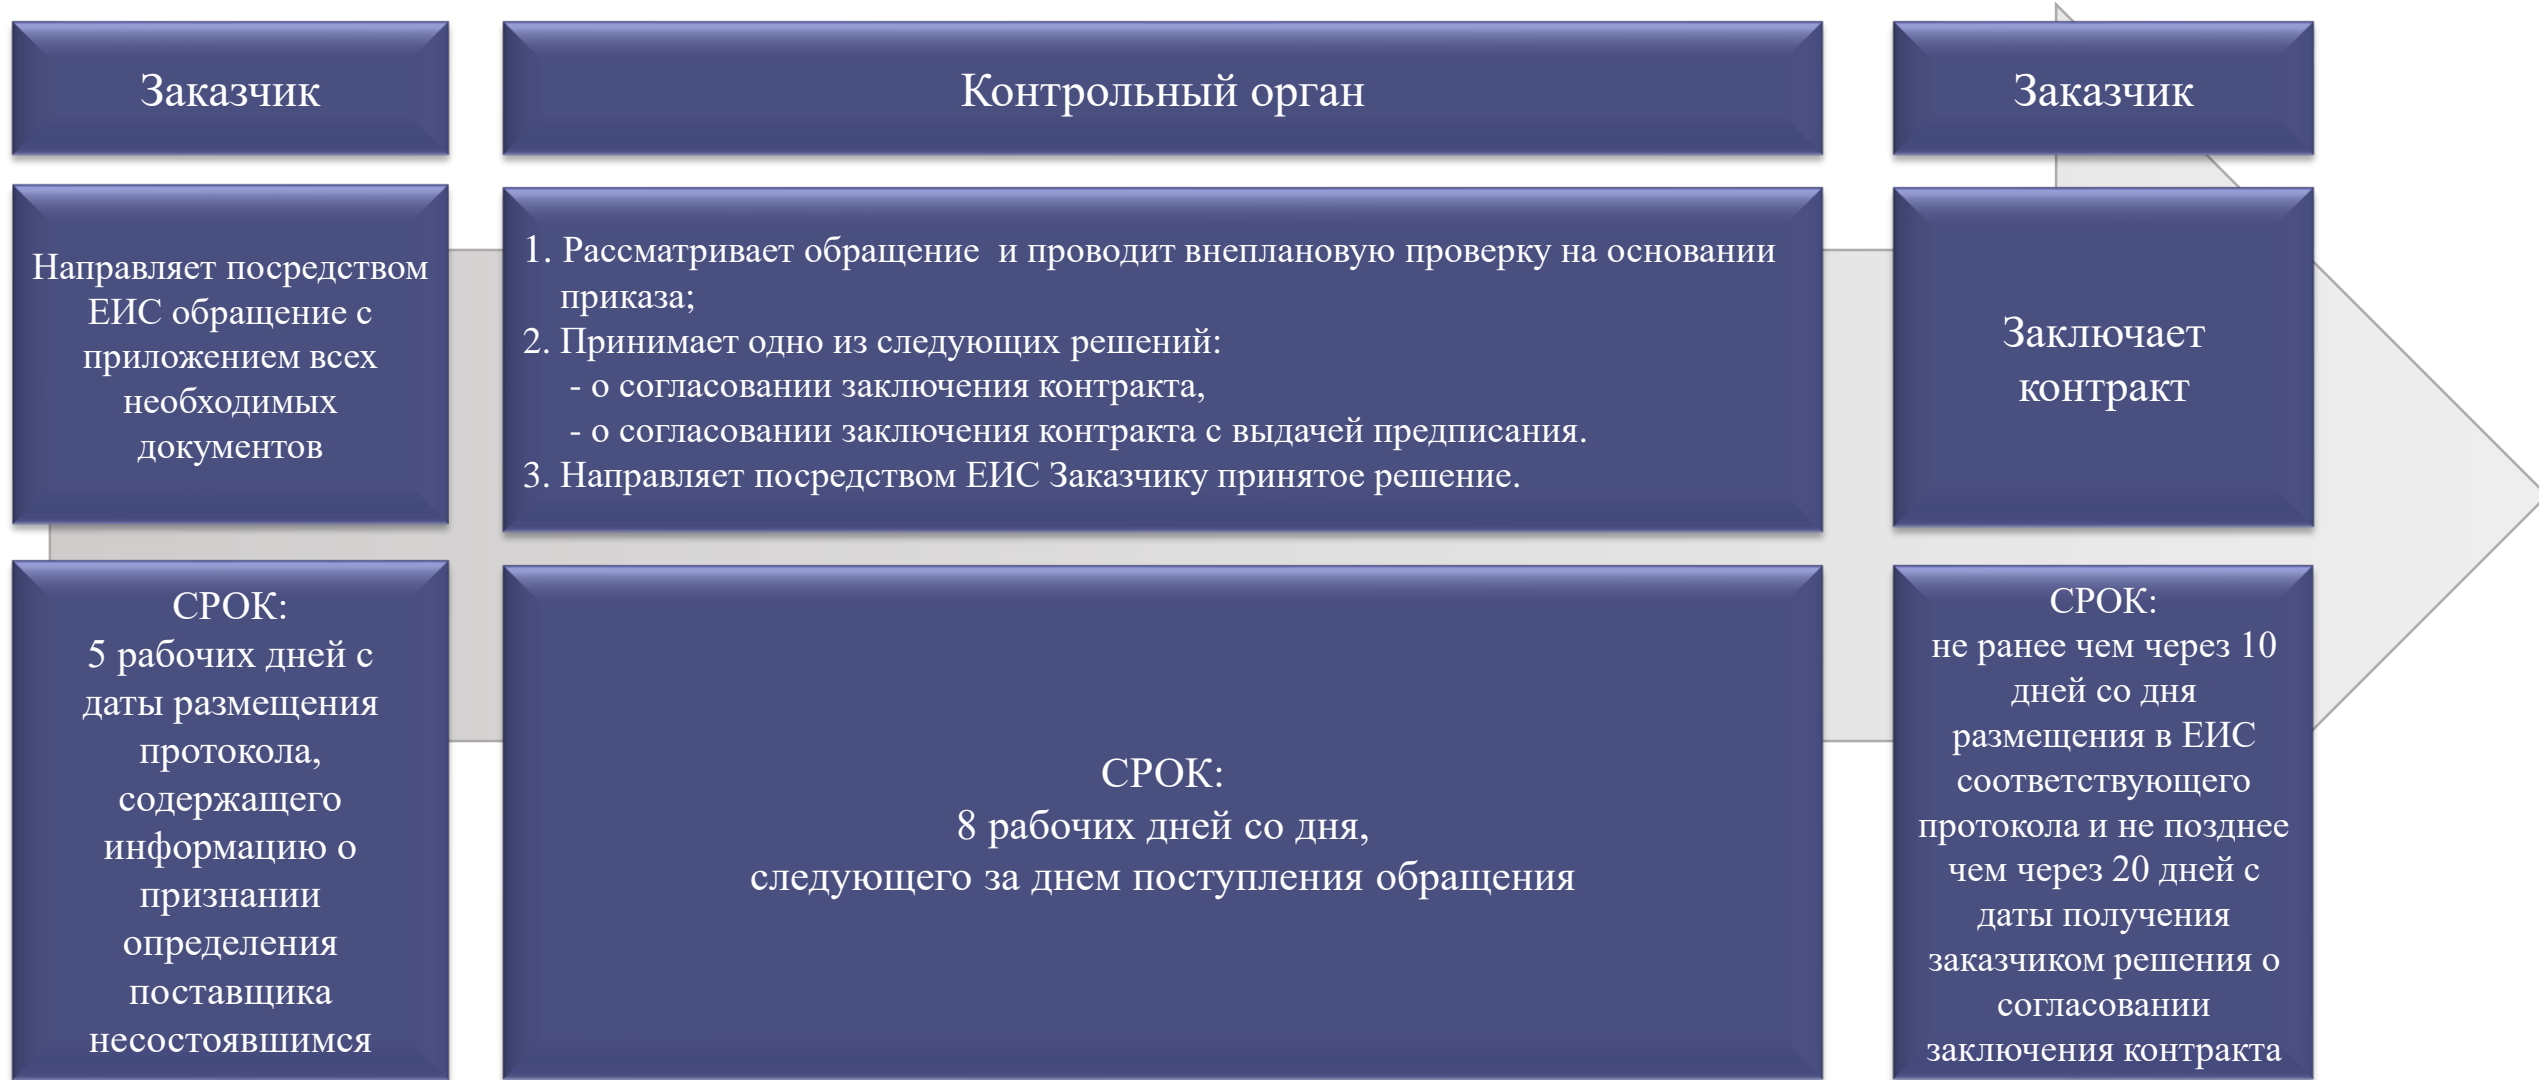 Заказчик
Контрольный орган
Заказчик
Направляет посредством
ЕИС обращение с
приложением всех
необходимых
документов
1. Рассматривает обращение  и проводит внеплановую проверку на основании
приказа;
2. Принимает одно из следующих решений:
- о согласовании заключения контракта,
- о согласовании заключения контракта с выдачей предписания.
3. Направляет посредством ЕИС Заказчику принятое решение.
Заключает
контракт
СРОК:
5 рабочих дней с
даты размещения
протокола,
содержащего
информацию о
признании
определения
поставщика
несостоявшимся
СРОК:
8 рабочих дней со дня,
следующего за днем поступления обращения
СРОК:
не ранее чем через 10
дней со дня
размещения в ЕИС
соответствующего
протокола и не позднее
чем через 20 дней с
даты получения
заказчиком решения о
согласовании
заключения контракта